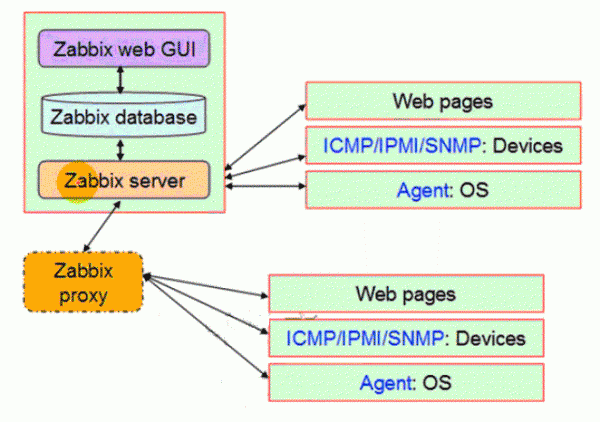 Zabbix web GUI
Zabbix database
Zabbix server
Web pages
ICMP/IPMI/SNMP: Devices
Agent: OS
Zabbix
proxy
Web pages
ICMP/IPMI/SNMP: Devices
Agent: OS